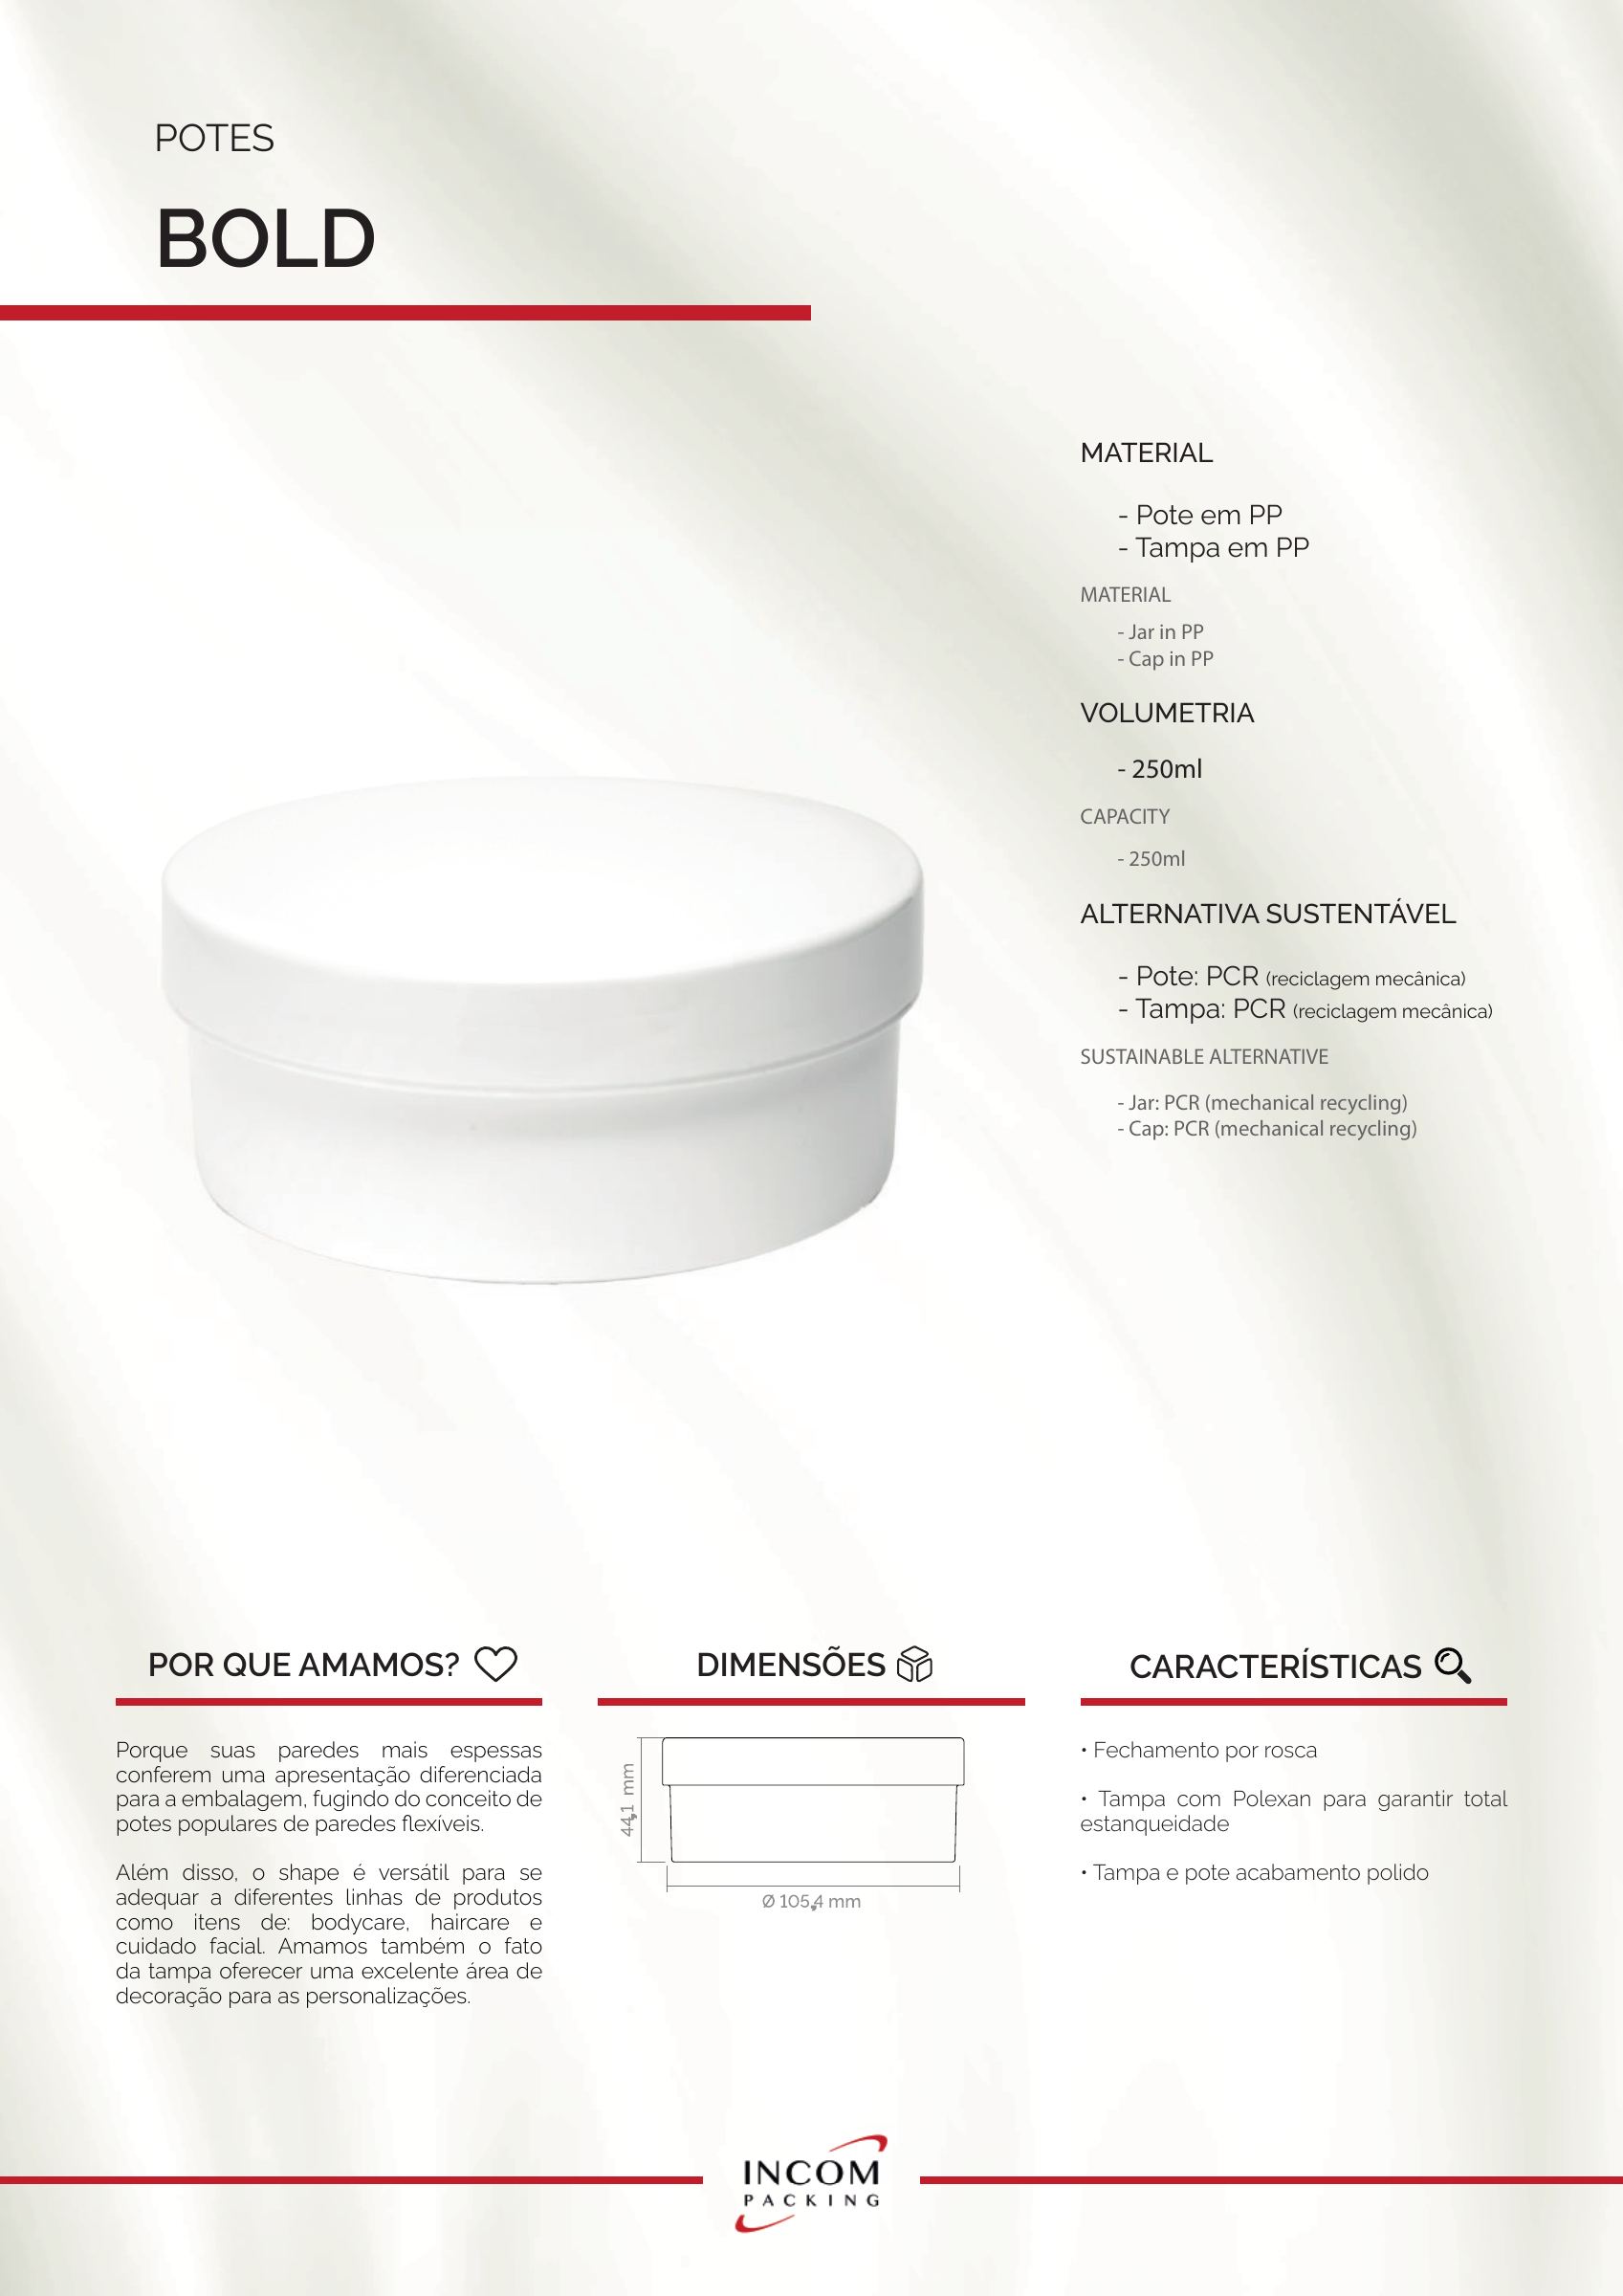 POTES
BOLD
MATERIAL
- Pote em PP
- Tampa em PP
MATERIAL
- Jar in PP
- Cap in PP
VOLUMETRIA
- 250ml
CAPACITY
- 250ml
ALTERNATIVA SUSTENTÁVEL
- Pote: PCR (reciclagem mecânica)
- Tampa: PCR (reciclagem mecânica)
SUSTAINABLE ALTERNATIVE
- Jar: PCR (mechanical recycling)
- Cap: PCR (mechanical recycling)
POR QUE AMAMOS?
Porque suas paredes mais espessas
conferem uma apresentação diferenciada
para a embalagem, fugindo do conceito de
potes populares de paredes flexíveis.
Além disso, o shape é versátil para se
adequar a diferentes linhas de produtos
como itens de: bodycare, haircare e
cuidado facial. Amamos também o fato
da tampa oferecer uma excelente área de
decoração para as personalizações.
DIMENSÕES
44,1 mm
Ø 105,4 mm
CARACTERÍSTICAS
• Fechamento por rosca
• Tampa com Polexan para garantir total
estanqueidade
• Tampa e pote acabamento polido
INCOM
PACKING